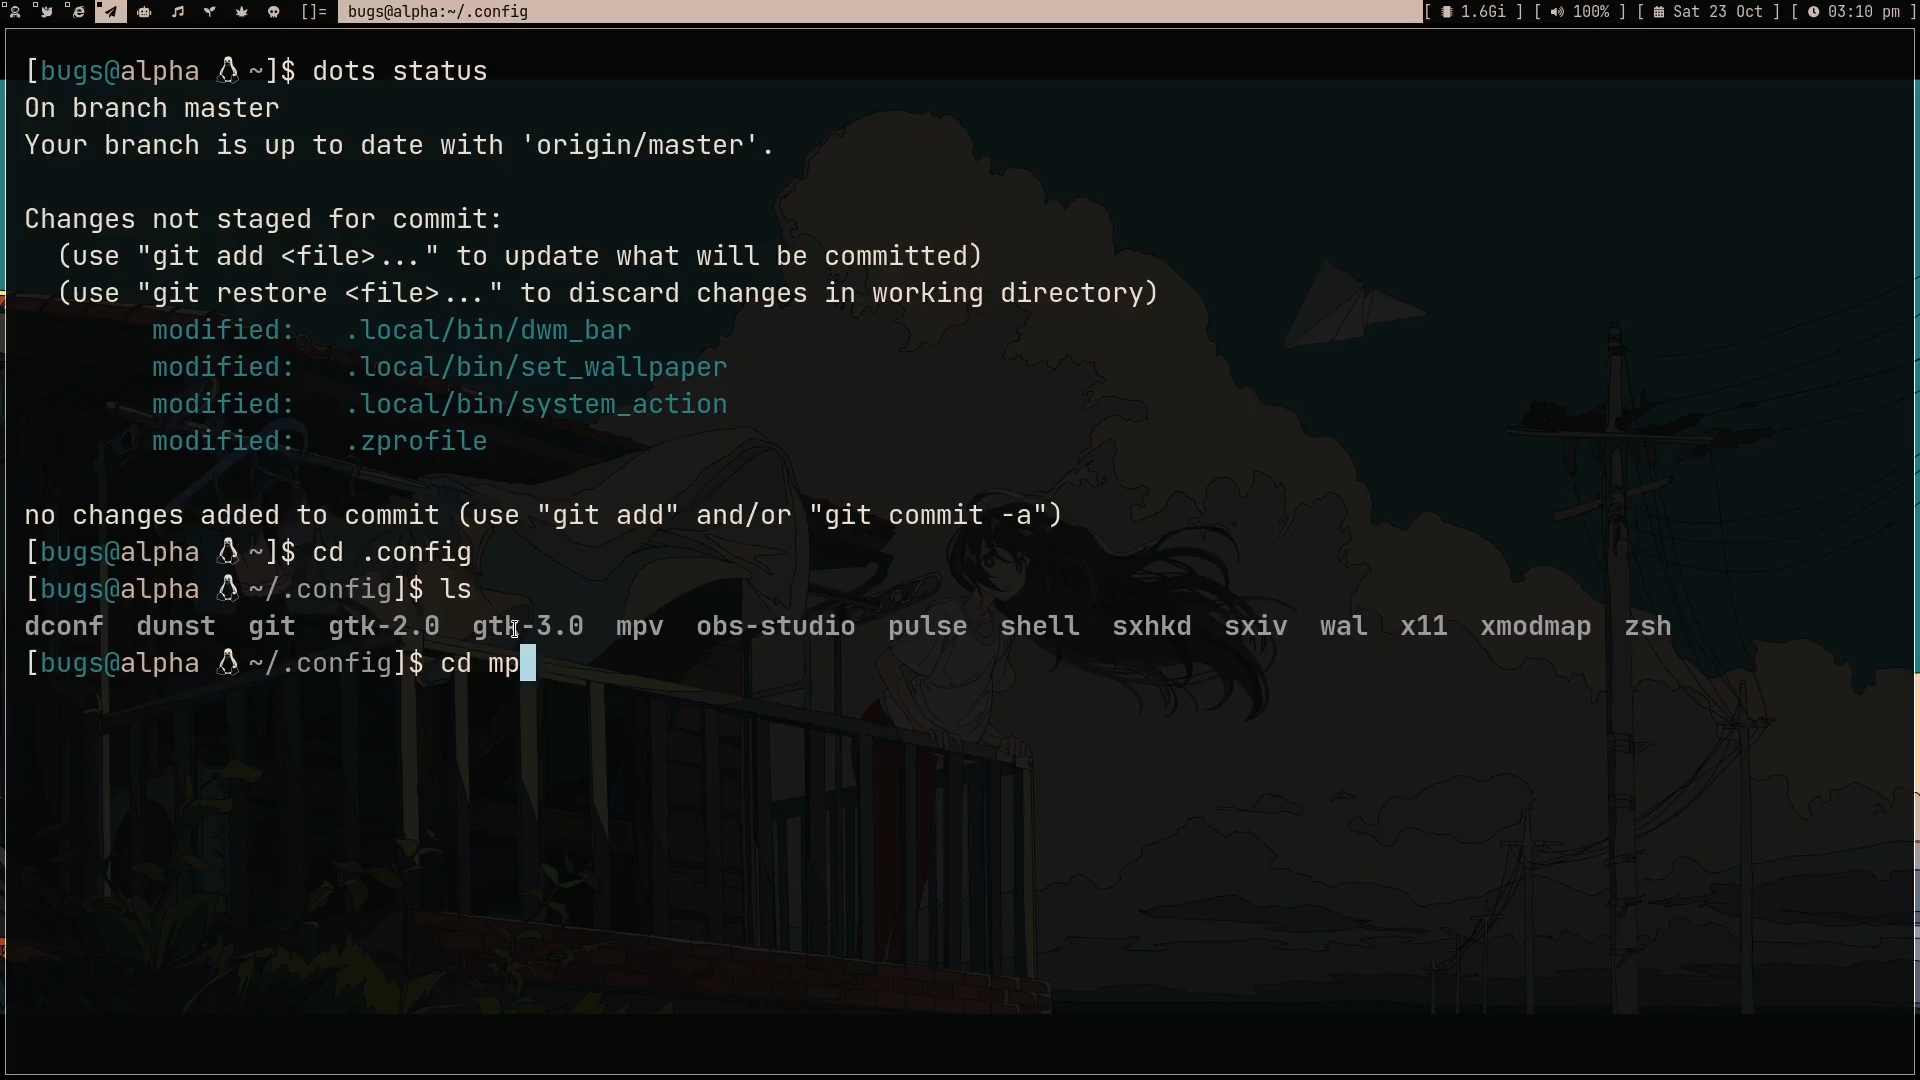 []= bugs@alpha:~/.config [ 1.6Gi ] [ 100% ] [ Sat 23 Oct ] [ 03:10 pm ]
[bugs@alpha ~]$ dots status
On branch master
Your branch is up to date with 'origin/master'.
Changes not staged for commit:
(use "git add <file>..." to update what will be committed)
(use "git restore <file>..." to discard changes in working directory)
modified: .local/bin/dwm_bar
modified: .local/bin/set_wallpaper
modified: .local/bin/system_action
modified: .zprofile
no changes added to commit (use "git add" and/or "git commit -a")
[bugs@alpha ~]$ cd .config
[bugs@alpha ~/.config]$ ls
dconf dunst git gtk-2.0 gtk-3.0 mpv obs-studio pulse shell sxhkd sxiv wal x11 xmodmap zsh
[bugs@alpha ~/.config]$ cd mp